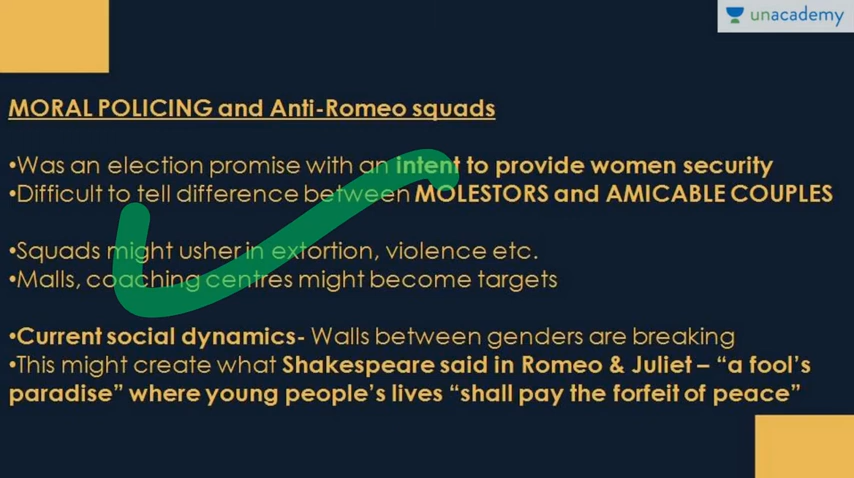 unacademy
MORAL POLICING and Anti-Romeo squads
•Was an election promise with an intent to provide women security
•Difficult to tell difference between MOLESTORS and AMICABLE COUPLES
•Squads might usher in extortion, violence etc.
•Malls, coaching centres might become targets
•Current social dynamics- Walls between genders are breaking
•This might create what Shakespeare said in Romeo & Juliet – “a fool’s
paradise” where young people’s lives “shall pay the forfeit of peace”